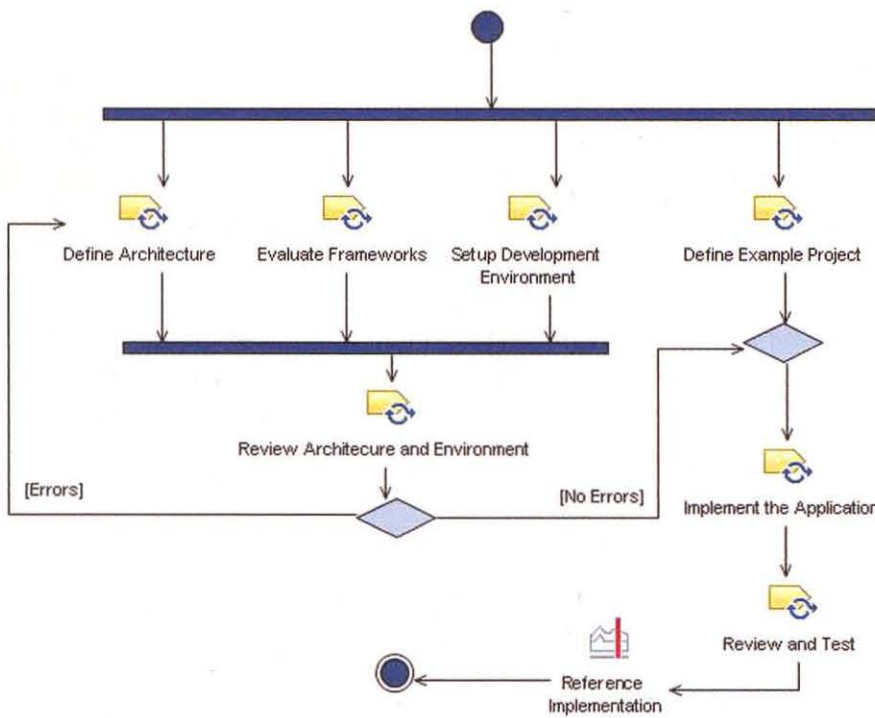 Define Architecture
Evaluate Frameworks
Setup Development
Environment
Define Example Project
Review Architecure and Environment
[Errors]
[No Errors]
Implement the Application
Review and Test
Reference
Implementation